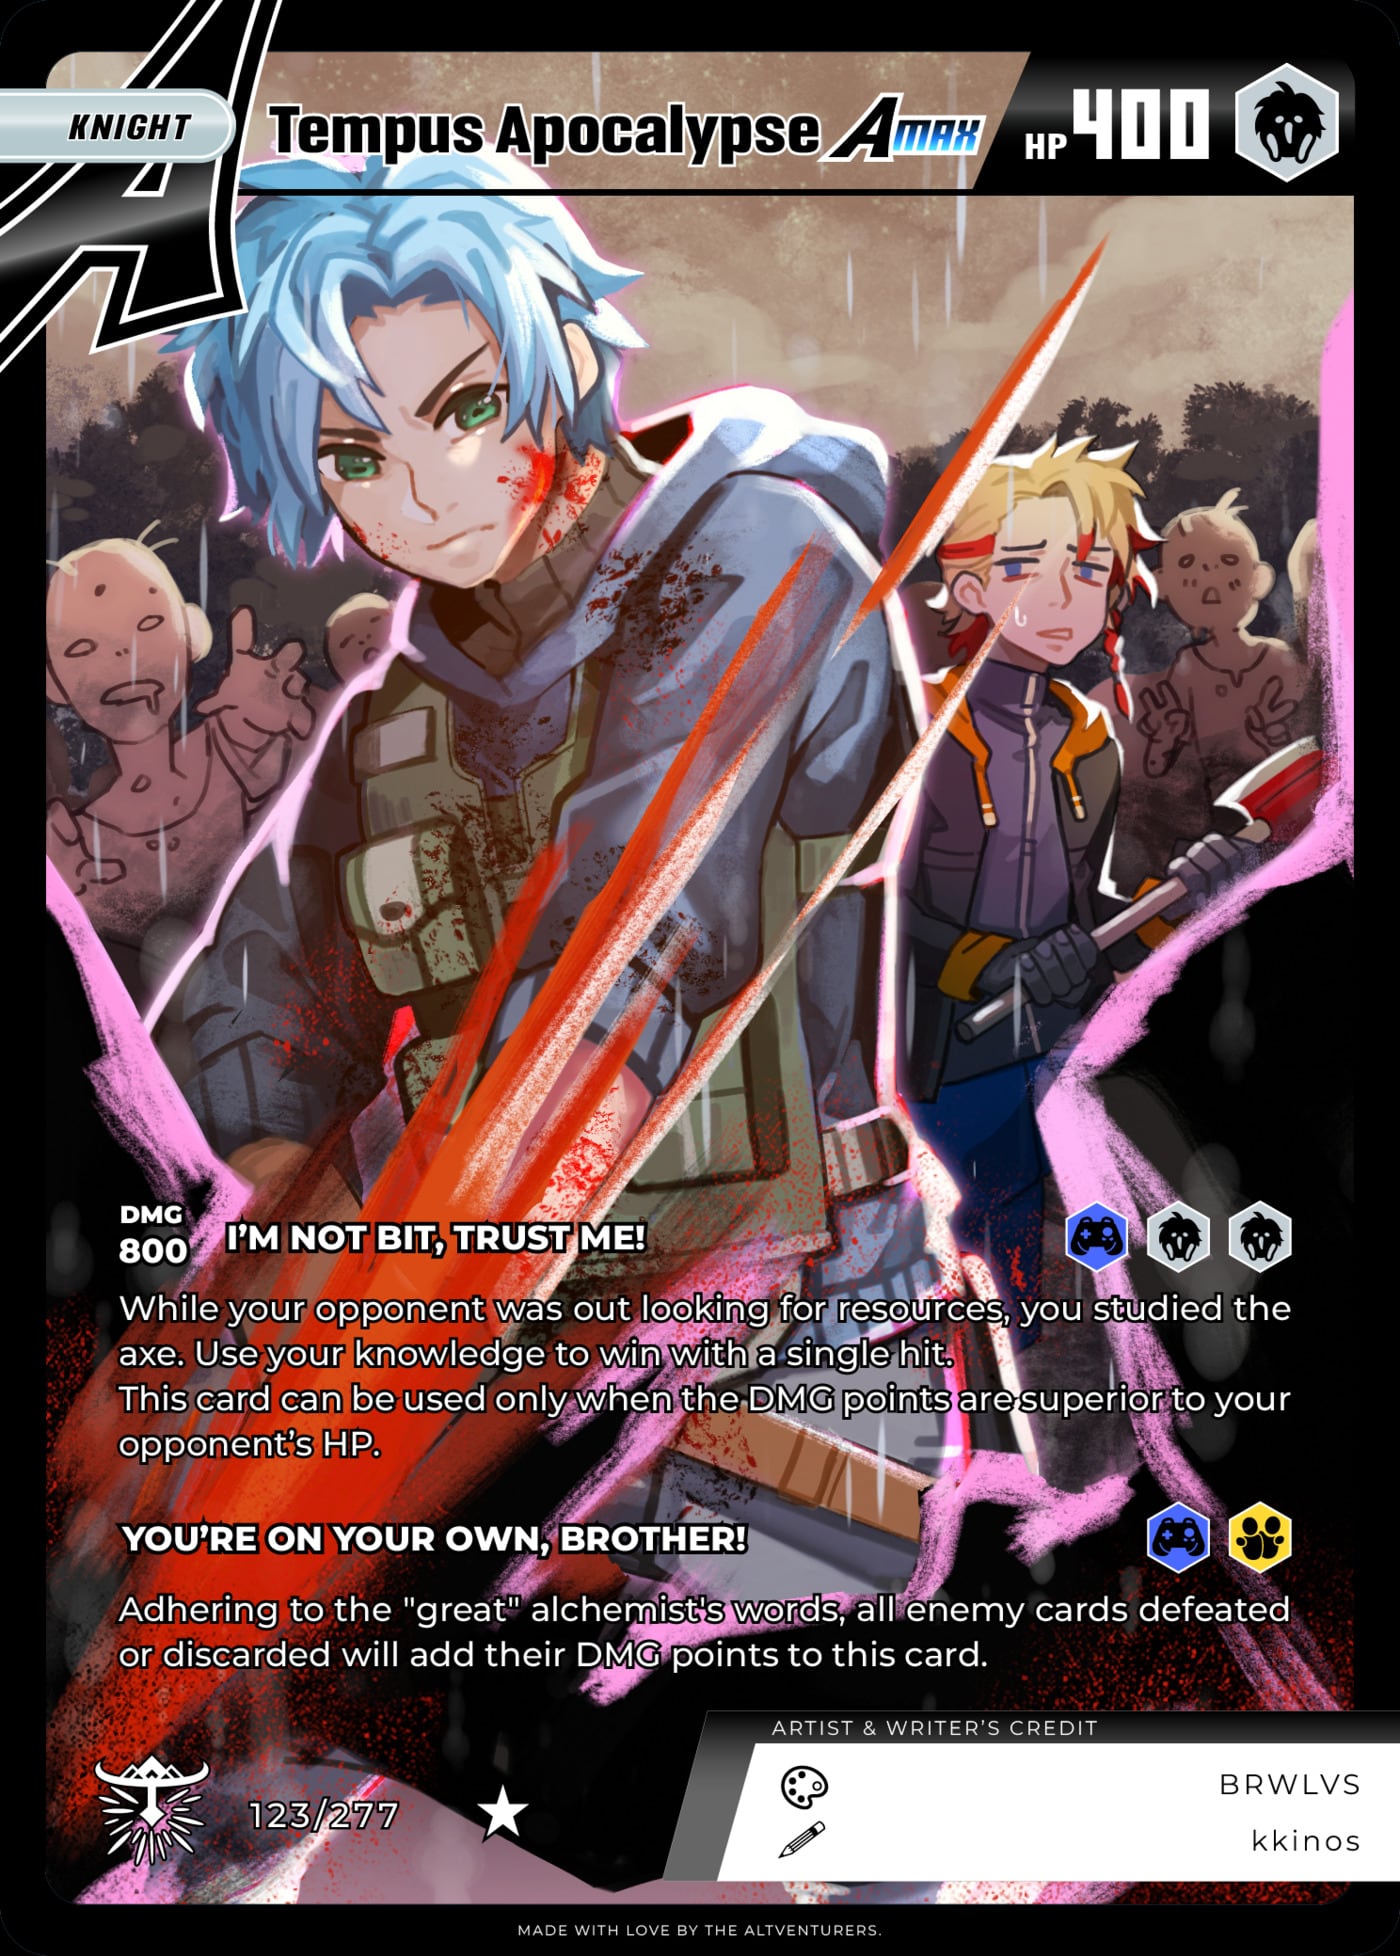 KNIGHT
Tempus Apocalypse A MAX
HP 400
DMG
800
I'M NOT BIT, TRUST ME!
While your opponent was out looking for resources, you studied the
axe. Use your knowledge to win with a single hit.
This card can be used only when the DMG points are superior to your
opponent's HP.
YOU'RE ON YOUR OWN, BROTHER!
Adhering to the "great" alchemist's words, all enemy cards defeated
or discarded will add their DMG points to this card.
ARTIST & WRITER'S CREDIT
BRWLVS
kkinos
123/277
MADE WITH LOVE BY THE ALTVENTURERS.